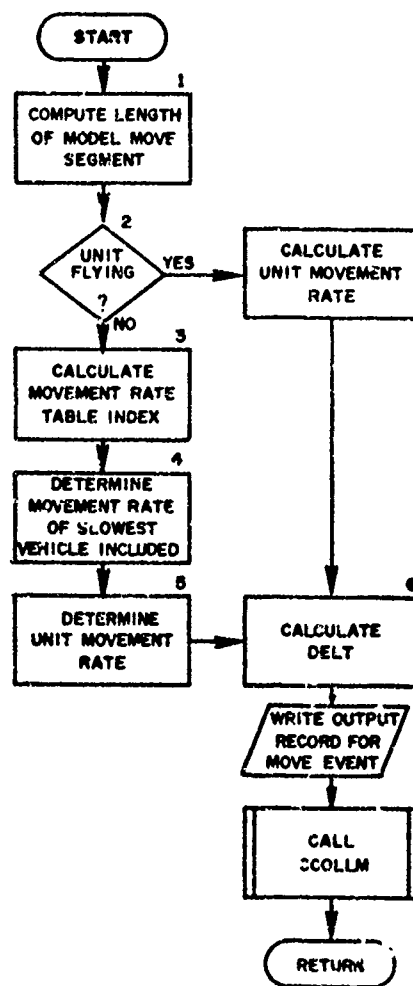 START
1
COMPUTE LENGTH
OF MODEL MOVE
SEGMENT
2
UNIT
FLYING
?
YES
NO
CALCULATE
UNIT MOVEMENT
RATE
3
CALCULATE
MOVEMENT RATE
TABLE INDEX
4
DETERMINE
MOVEMENT RATE
OF SLOWEST
VEHICLE INCLUDED
5
DETERMINE
UNIT MOVEMENT
RATE
CALCULATE
DELT
WRITE OUTPUT
RECORD FOR
MOVE EVENT
CALL
RETURN